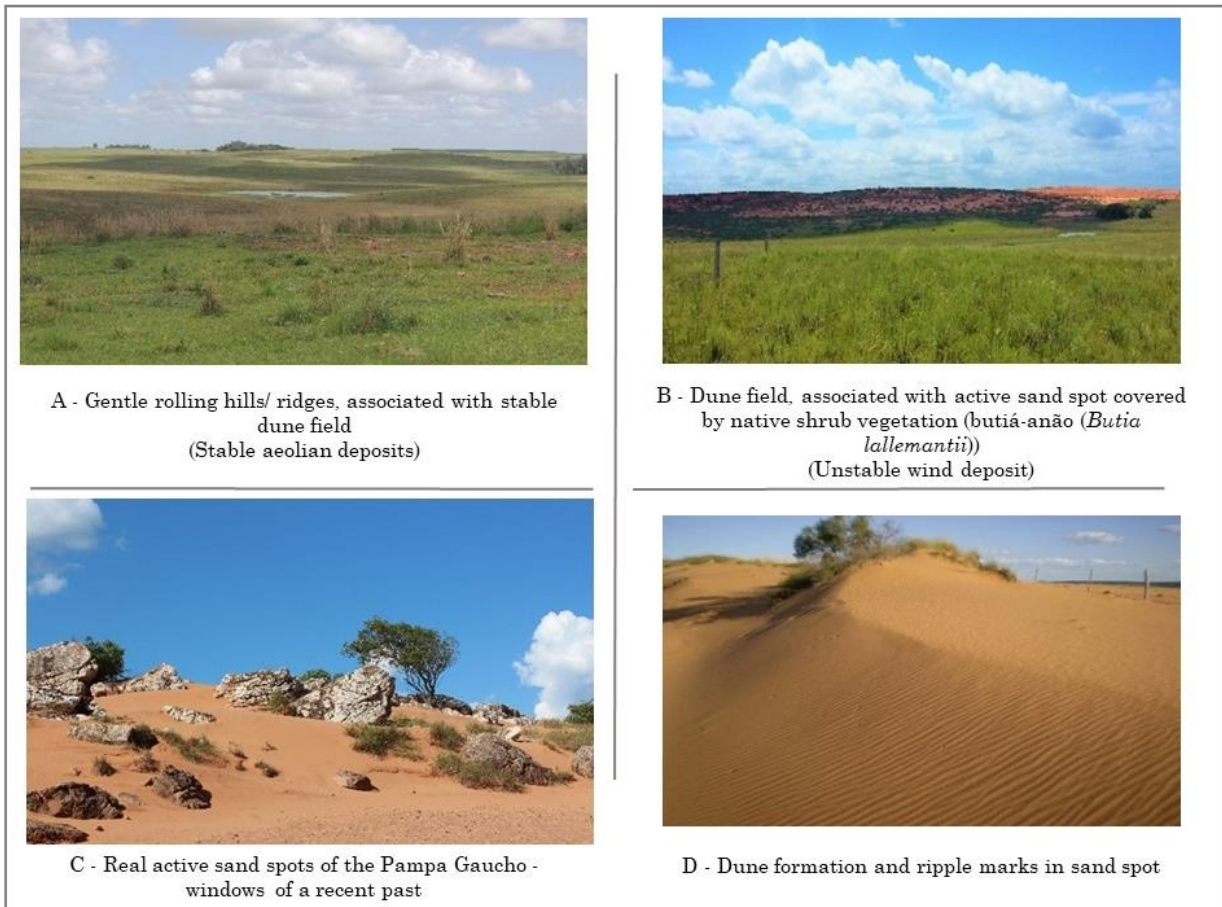 A - Gentle rolling hills/ ridges, associated with stable
dune field
(Stable aeolian deposits)
B - Dune field, associated with active sand spot covered
by native shrub vegetation (butiá-anão (Butia
lallemantii))
(Unstable wind deposit)
C - Real active sand spots of the Pampa Gaucho -
windows of a recent past
D - Dune formation and ripple marks in sand spot